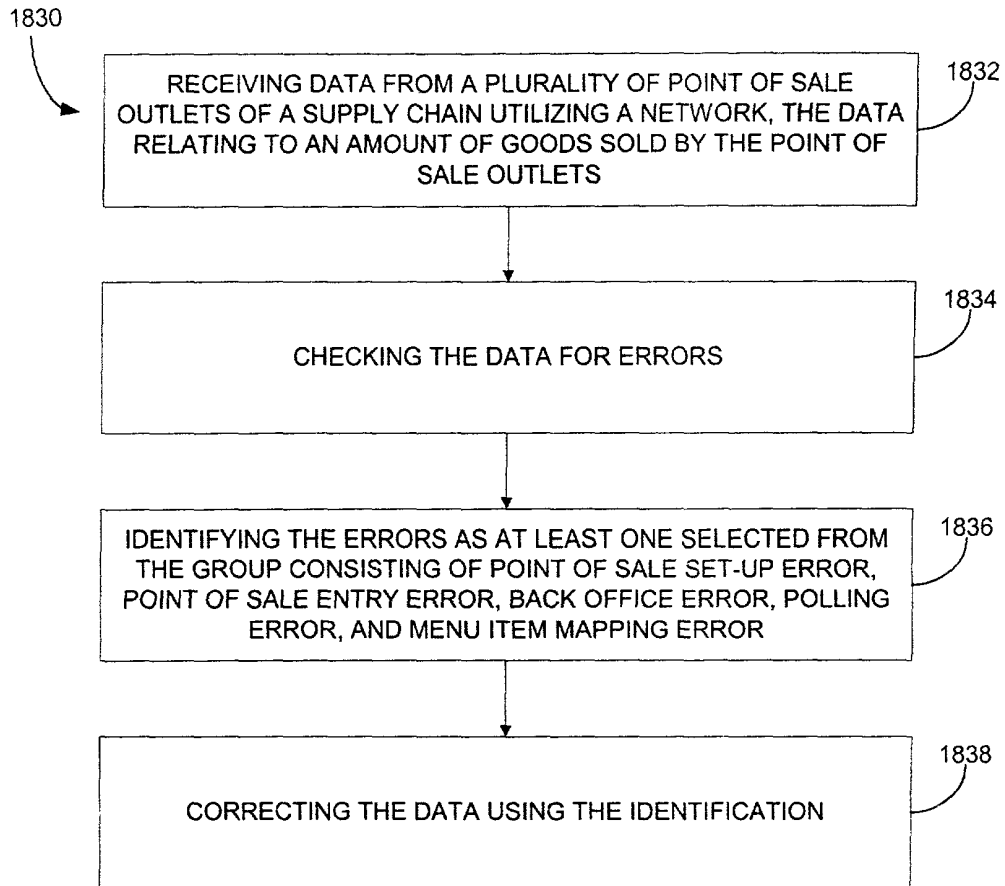 1830
RECEIVING DATA FROM A PLURALITY OF POINT OF SALE
OUTLETS OF A SUPPLY CHAIN UTILIZING A NETWORK, THE DATA
RELATING TO AN AMOUNT OF GOODS SOLD BY THE POINT OF
SALE OUTLETS
1832
CHECKING THE DATA FOR ERRORS
1834
IDENTIFYING THE ERRORS AS AT LEAST ONE SELECTED FROM
THE GROUP CONSISTING OF POINT OF SALE SET-UP ERROR,
POINT OF SALE ENTRY ERROR, BACK OFFICE ERROR, POLLING
ERROR, AND MENU ITEM MAPPING ERROR
1836
CORRECTING THE DATA USING THE IDENTIFICATION
1838